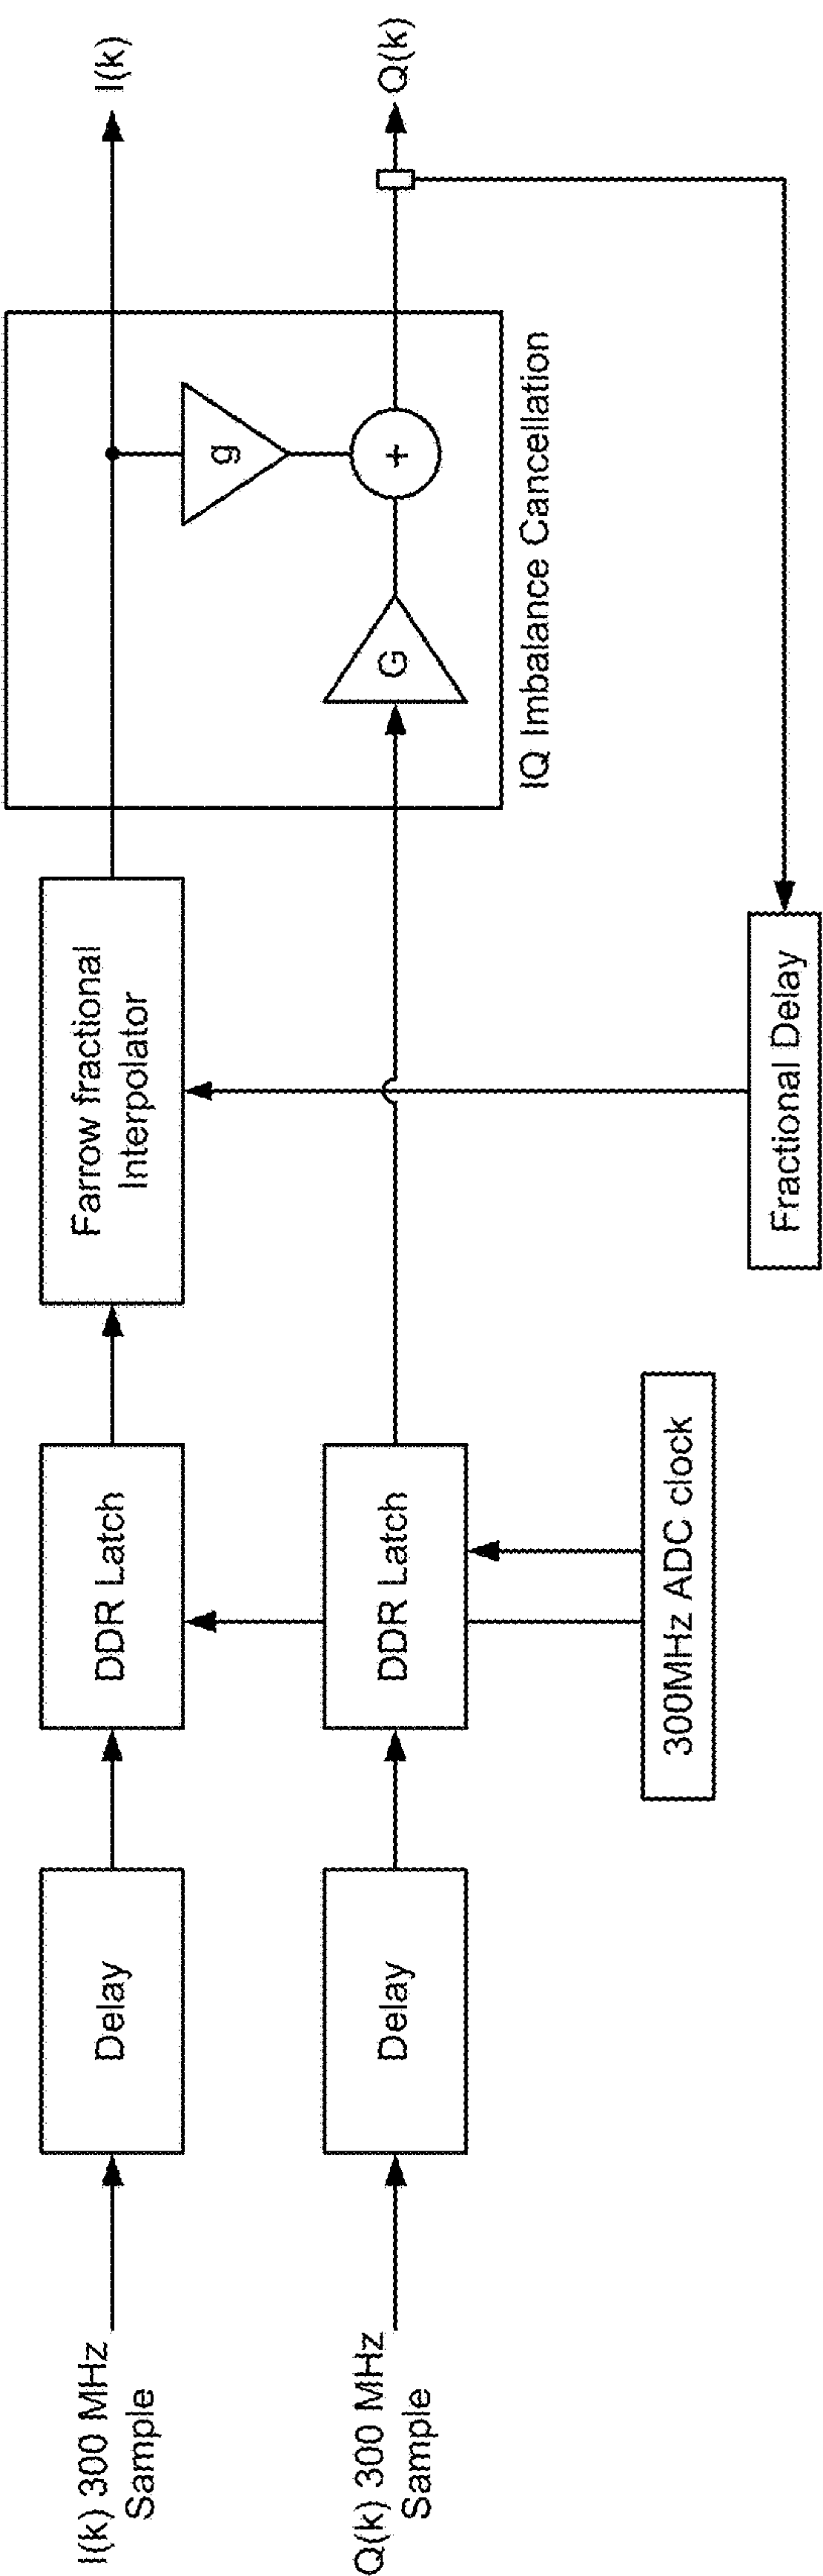 I(k) 300 MHz
Sample
Delay
DDR Latch
Farrow fractional
Interpolator
g
I(k)
Q(k) 300 MHz
Sample
Delay
DDR Latch
G
+
Q(k)
IQ Imbalance Cancellation
300MHz ADC clock
Fractional Delay